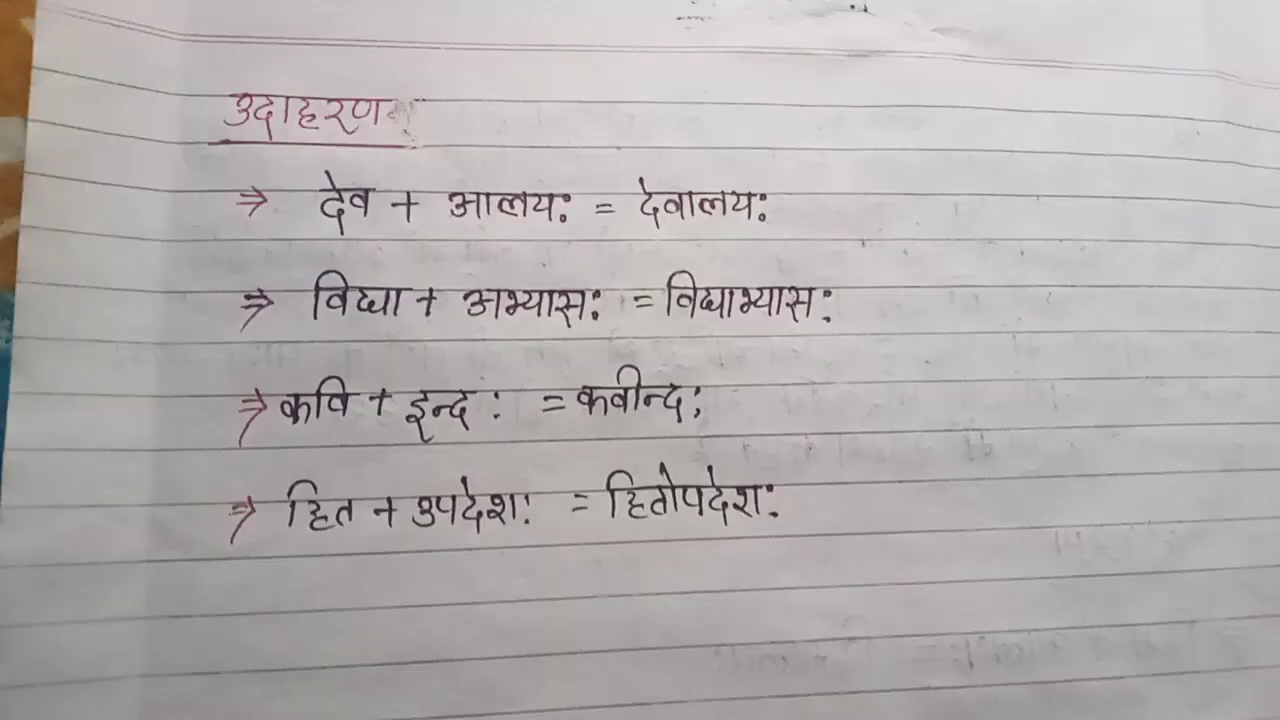 उदाहरण
⇒ देव + आलय: = देवालय:
⇒ विद्या + अभ्यास: = विद्याभ्यास:
⇒ कवि + इन्द: = कवीन्द:
⇒ हित + उपदेश: = हितोपदेश: